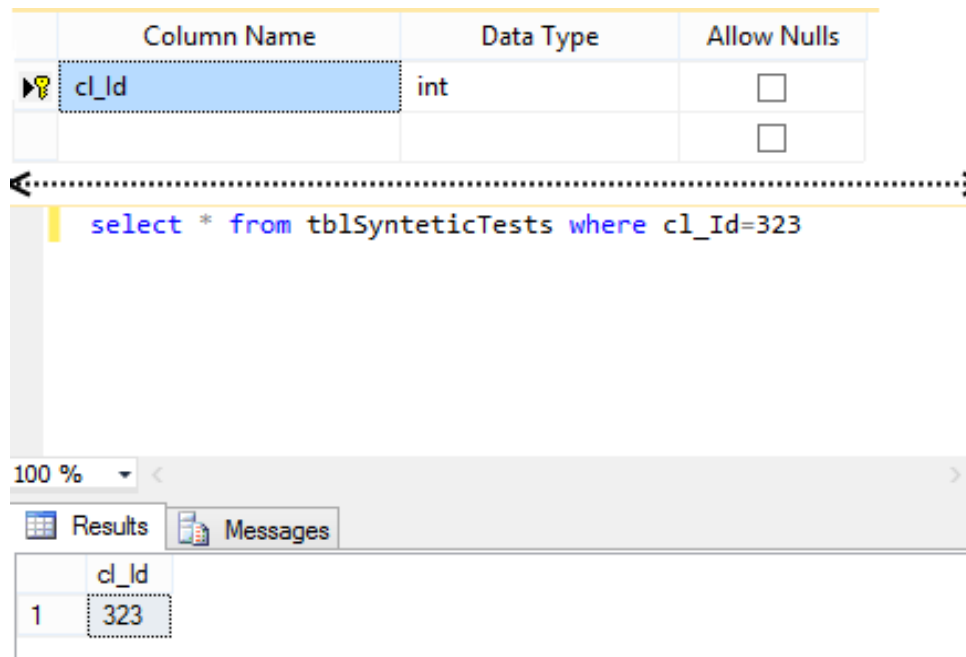 Column Name Data Type Allow Nulls
cl_Id int
select * from tblSynteticTests where cl_Id=323
100 %
Results Messages
cl_Id
1 323